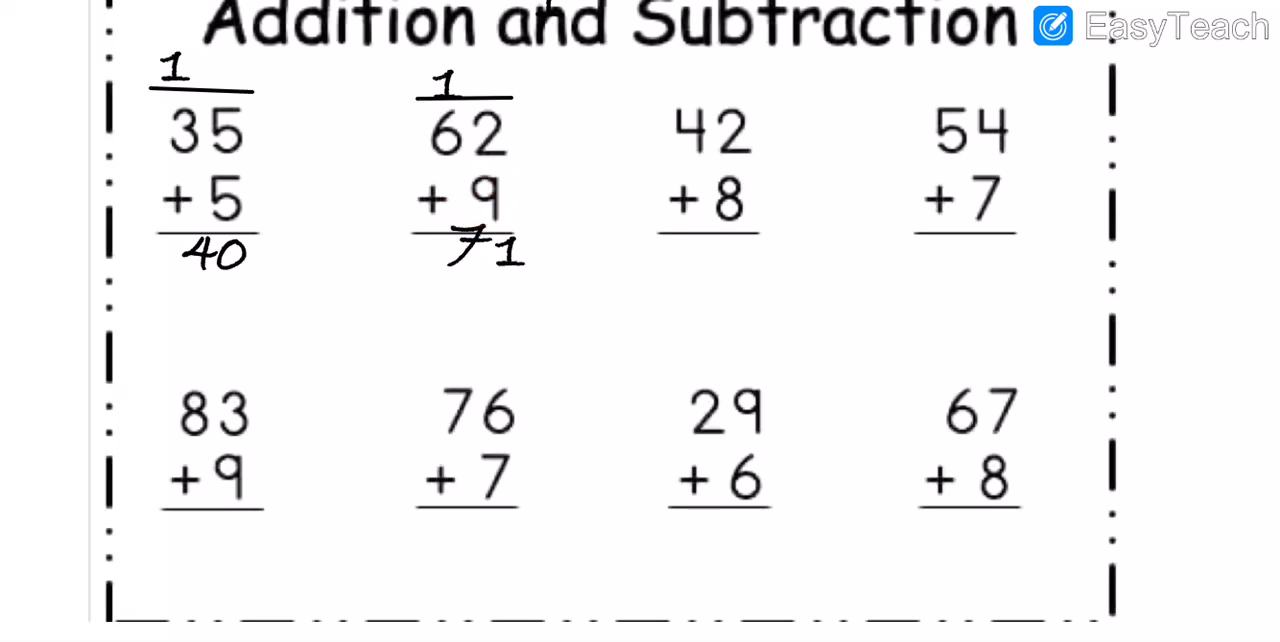 Addition and Subtraction
EasyTeach
1 1
35 62 42 54
+ 5 + 9 + 8 + 7
40 71
83 76 29 67
+ 9 + 7 + 6 + 8